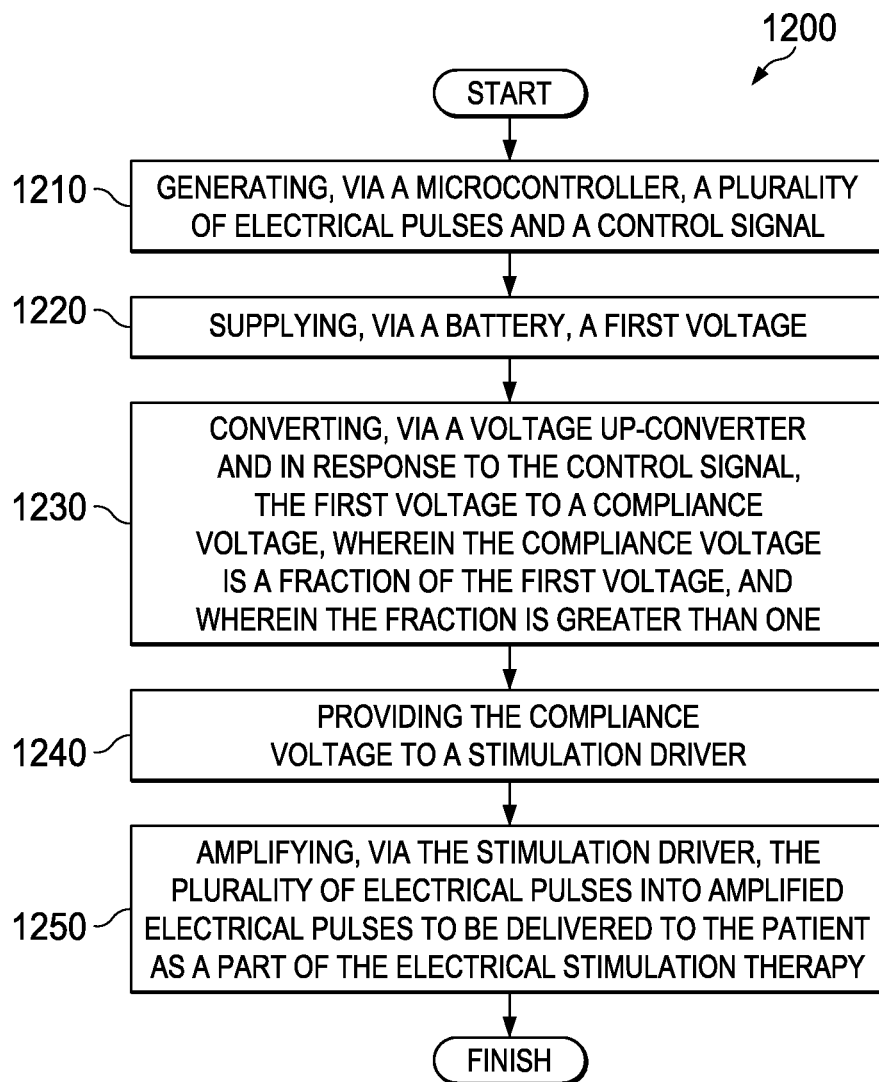 1200
START
1210
GENERATING, VIA A MICROCONTROLLER, A PLURALITY
OF ELECTRICAL PULSES AND A CONTROL SIGNAL
1220
SUPPLYING, VIA A BATTERY, A FIRST VOLTAGE
1230
CONVERTING, VIA A VOLTAGE UP-CONVERTER
AND IN RESPONSE TO THE CONTROL SIGNAL,
THE FIRST VOLTAGE TO A COMPLIANCE
VOLTAGE, WHEREIN THE COMPLIANCE VOLTAGE
IS A FRACTION OF THE FIRST VOLTAGE, AND
WHEREIN THE FRACTION IS GREATER THAN ONE
1240
PROVIDING THE COMPLIANCE
VOLTAGE TO A STIMULATION DRIVER
1250
AMPLIFYING, VIA THE STIMULATION DRIVER, THE
PLURALITY OF ELECTRICAL PULSES INTO AMPLIFIED
ELECTRICAL PULSES TO BE DELIVERED TO THE PATIENT
AS A PART OF THE ELECTRICAL STIMULATION THERAPY
FINISH